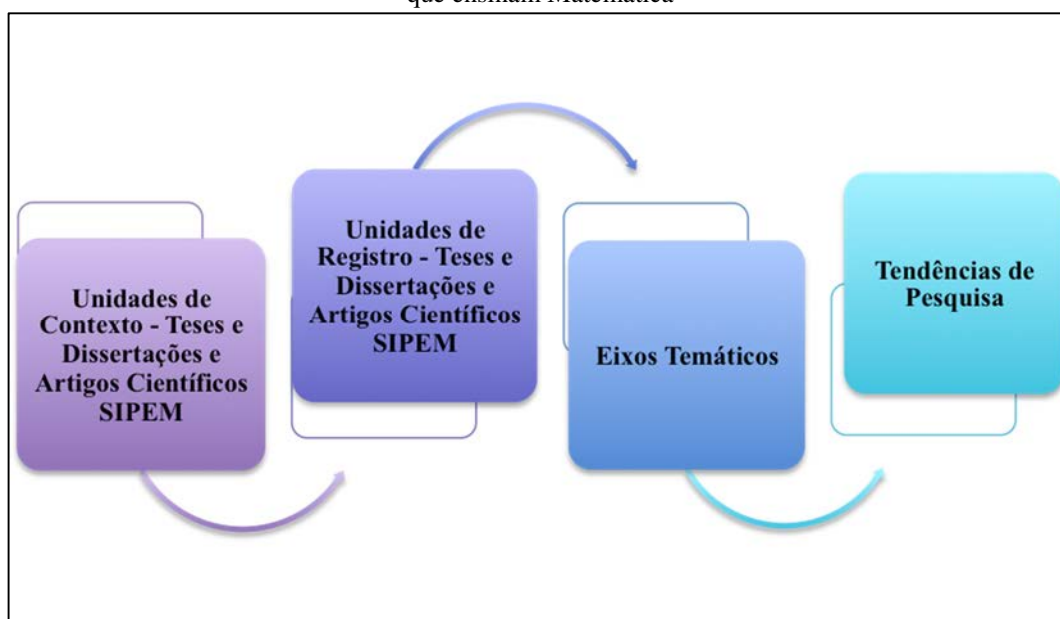 que ensinam Matemática
Unidades de
Contexto - Teses e
Dissertações e
Artigos Científicos
SIPEM
Unidades de
Registro - Teses e
Dissertações e
Artigos Científicos
SIPEM
Eixos Temáticos
Tendências de
Pesquisa